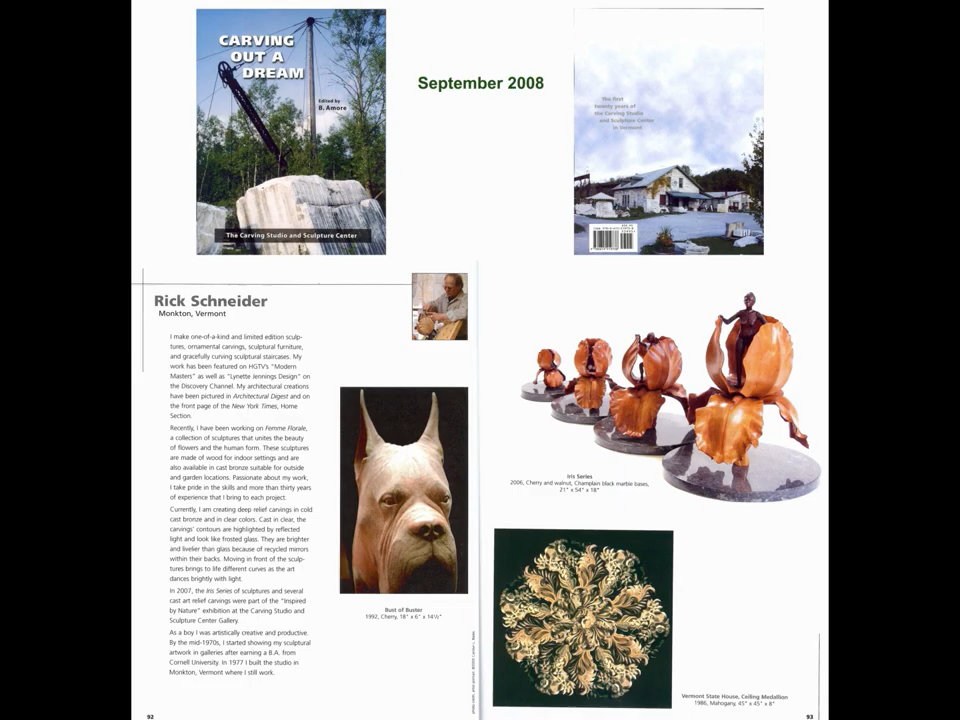 CARVING
OUT A
DREAM
Edited by
B. Amore
The Carving Studio and Sculpture Center
September 2008
The first
twenty years of
the Carving Studio
and Sculpture Center
in Vermont
Rick Schneider
Monkton, Vermont
I make one-of-a-kind and limited edition sculp-
tures, ornamental carvings, sculptural furniture,
and gracefully curving sculptural staircases. My
work has been featured on HGTV's "Modern
Masters" as well as "Lynette Jennings Design" on
the Discovery Channel. My architectural creations
have been pictured in Architectural Digest and on
the front page of the New York Times, Home
Section.
Recently, I have been working on Femme Florale,
a collection of sculptures that unites the beauty
of flowers and the human form. These sculptures
are made of wood for indoor settings and are
also available in cast bronze suitable for outside
and garden locations. Passionate about my work,
I take pride in the skills and more than thirty years
of experience that I bring to each project.
Currently, I am creating deep relief carvings in cold
cast bronze and in clear colors. Cast in clear, the
carvings' contours are highlighted by reflected
light and look like frosted glass. They are brighter
and livelier than glass because of recycled mirrors
within their backs. Moving in front of the sculp-
tures brings to life different curves as the art
dances brightly with light.
In 2007, the Iris Series of sculptures and several
cast art relief carvings were part of the "Inspired
by Nature" exhibition at the Carving Studio and
Sculpture Center Gallery.
As a boy I was artistically creative and productive.
By the mid-1970s, I started showing my sculptural
artwork in galleries after earning a B.A. from
Cornell University. In 1977 I built the studio in
Monkton, Vermont where I still work.
92
Bust of Buster
1992, Cherry, 18" x 6" x 14½"
Iris Series
2006, Cherry and walnut, Champlain black marble bases,
21" x 54" x 18"
Vermont State House, Ceiling Medallion
1986, Mahogany, 45" x 45" x 8"
93